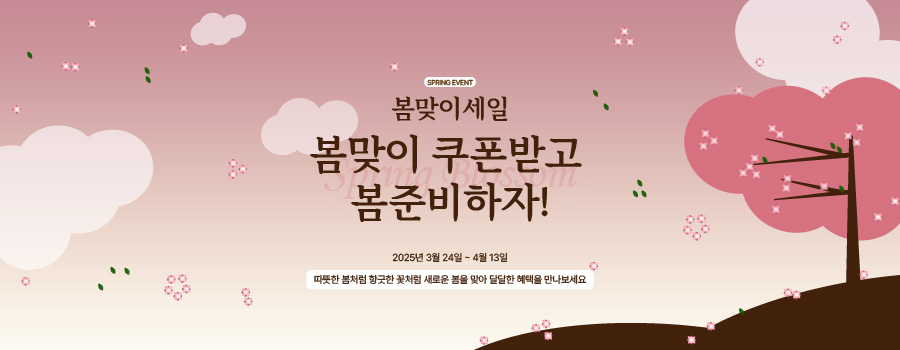 SPRING EVENT
봄맞이세일
봄맞이 쿠폰받고
Spring Blossom
봄준비하자!
2025년 3월 24일 ~ 4월 13일
따뜻한 봄처럼 향긋한 꽃처럼 새로운 봄을 맞아 달달한 혜택을 만나보세요